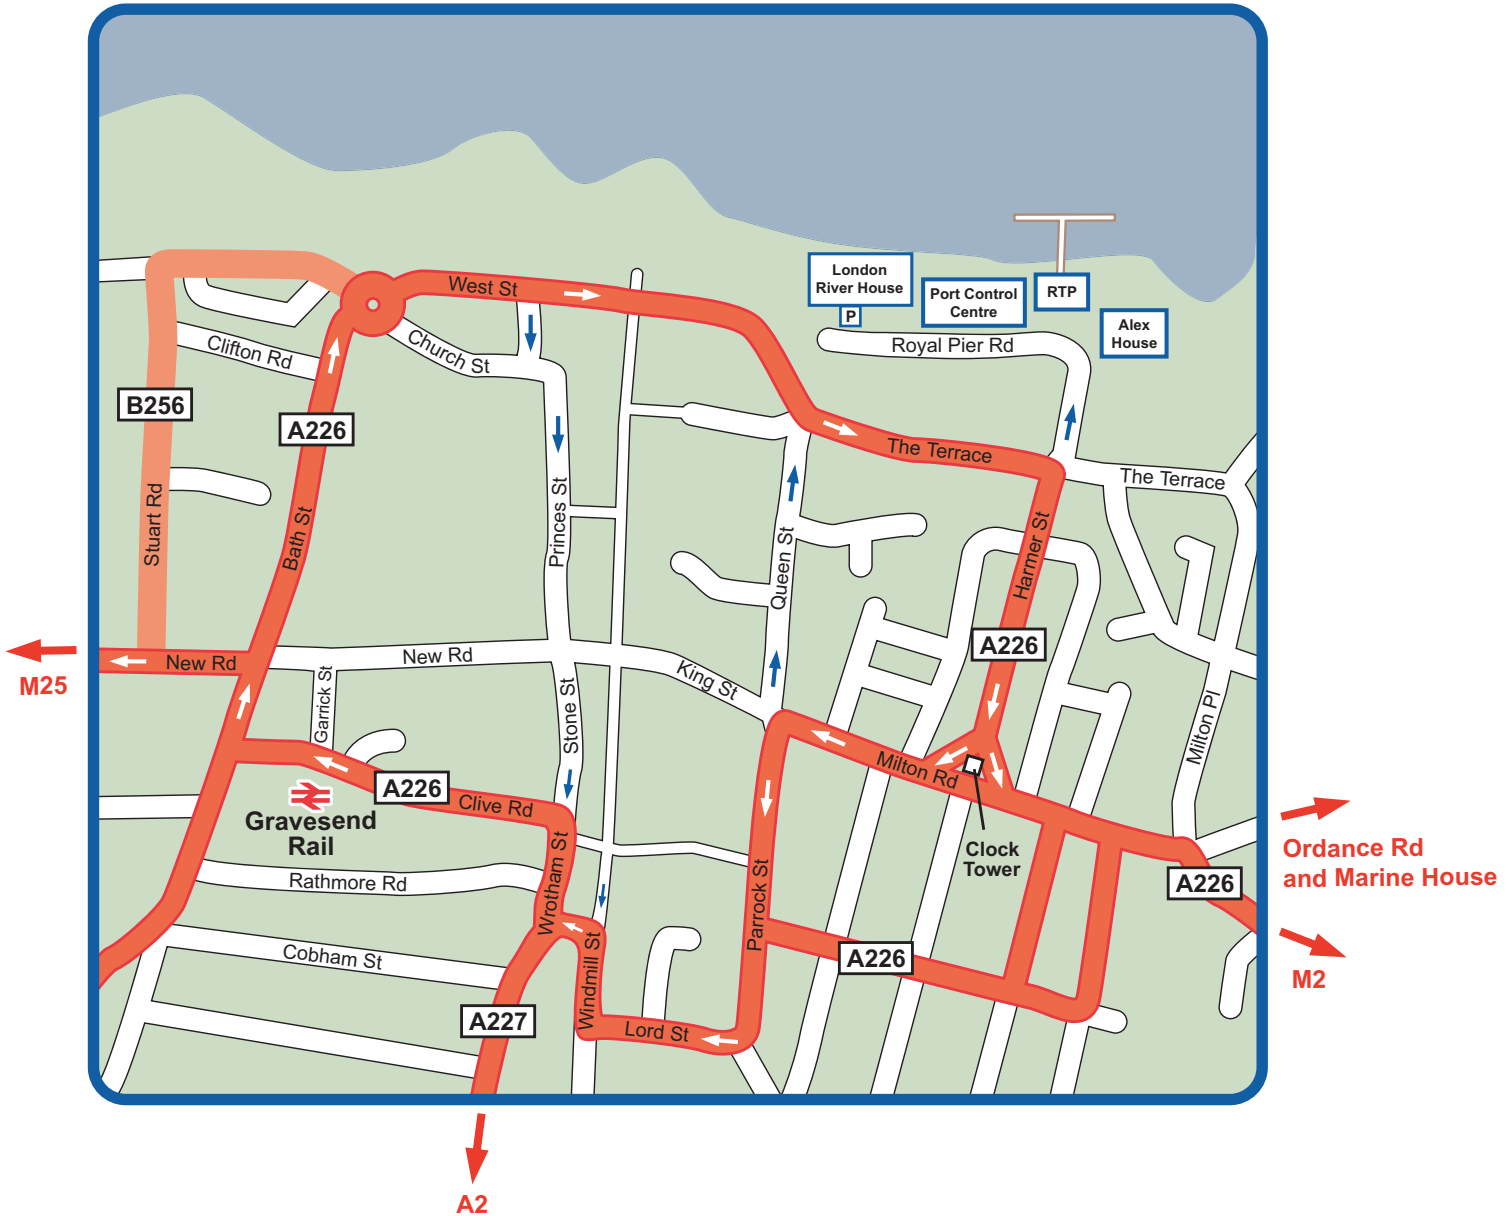 London
River House
P
Port Control
Centre
RTP
Alex
House
West St
Church St
Royal Pier Rd
Clifton Rd
B256
A226
The Terrace
The Terrace
Stuart Rd
Bath St
Princes St
Queen St
Harmer St
A226
New Rd
New Rd
M25
Garrick St
King St
Stone St
Milton Pl
Milton Rd
A226
Clive Rd
Gravesend
Rail
Clock
Tower
Ordance Rd
and Marine House
A226
Rathmore Rd
Wrotham St
Parrock St
Cobham St
Windmill St
A226
M2
A227
Lord St
A2